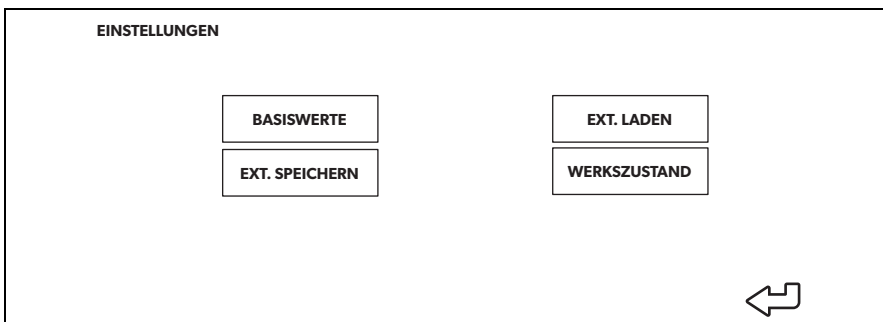 EINSTELLUNGEN
BASISWERTE
EXT. LADEN
EXT. SPEICHERN
WERKSZUSTAND